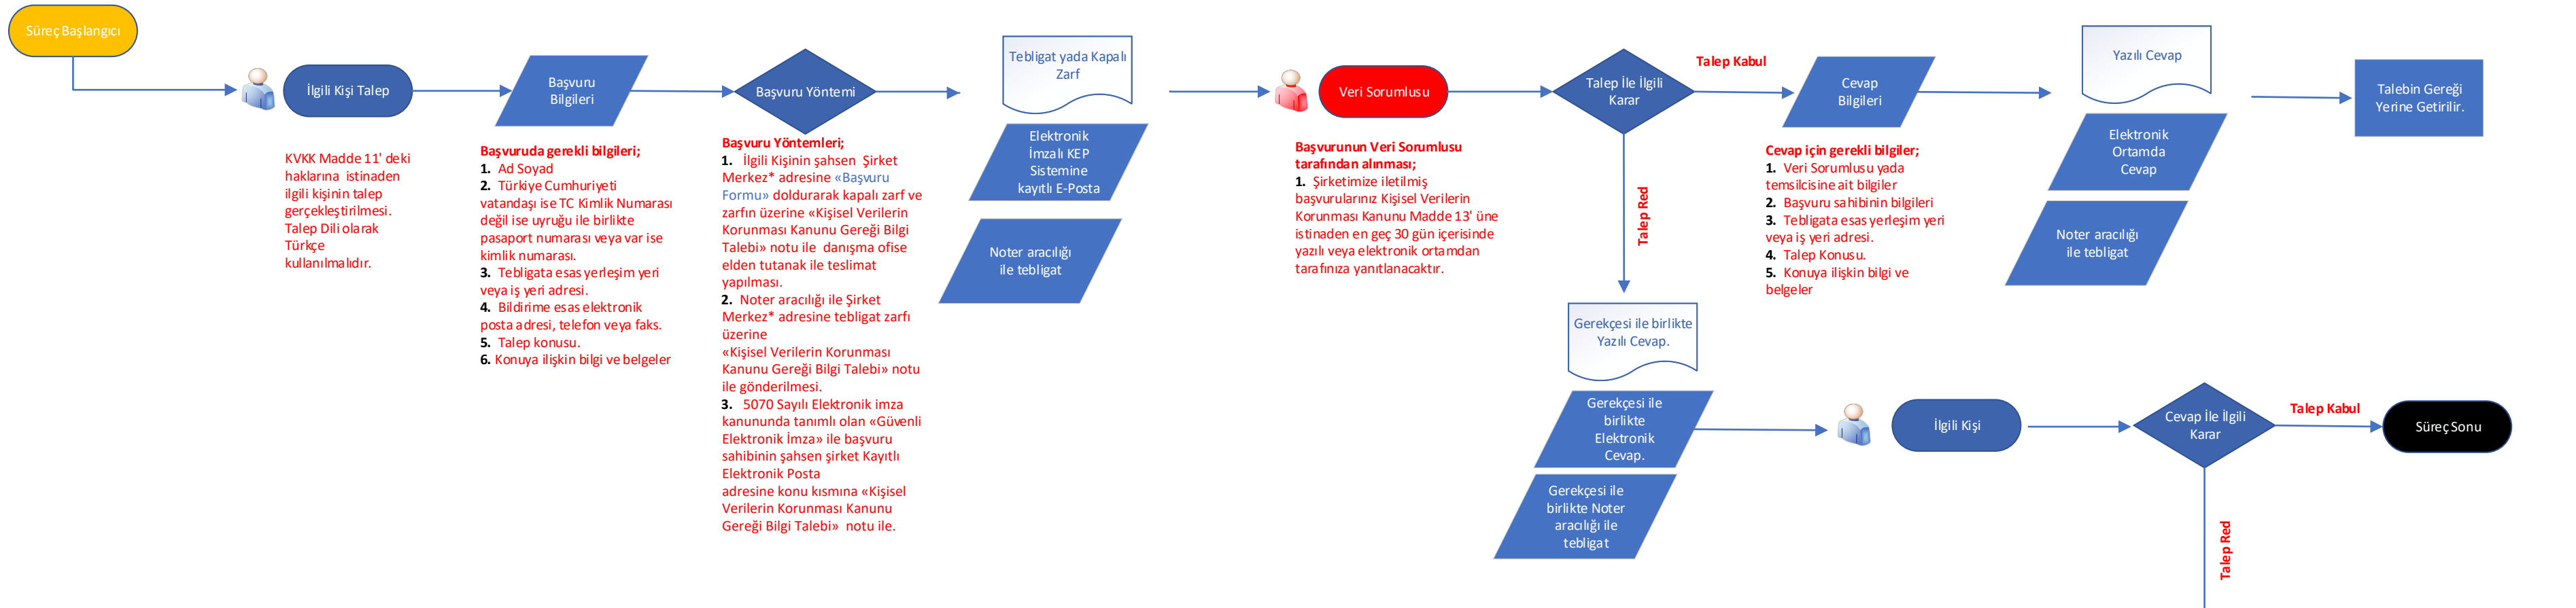 Süreç Başlangıcı
İlgili Kişi Talep
KVKK Madde 11' deki
haklarına istinaden
ilgili kişinin talep
gerçekleştirilmesi.
Talep Dili olarak
Türkçe
kullanılmalıdır.
Başvuru
Bilgileri
Başvuruda gerekli bilgileri;
1. Ad Soyad
2. Türkiye Cumhuriyeti
vatandaşı ise TC Kimlik Numarası
değil ise uyruğu ile birlikte
pasaport numarası veya var ise
kimlik numarası.
3. Tebligata esas yerleşim yeri
veya iş yeri adresi.
4. Bildirime esas elektronik
posta adresi, telefon veya faks.
5. Talep konusu.
6. Konuya ilişkin bilgi ve belgeler
Başvuru Yöntemi
Başvuru Yöntemleri;
1. İlgili Kişinin şahsen Şirket
Merkez* adresine «Başvuru
Formu» doldurarak kapalı zarf ve
zarfın üzerine «Kişisel Verilerin
Korunması Kanunu Gereği Bilgi
Talebi» notu ile danışma ofise
elden tutanak ile teslimat
yapılması.
2. Noter aracılığı ile Şirket
Merkez* adresine tebligat zarfı
üzerine
«Kişisel Verilerin Korunması
Kanunu Gereği Bilgi Talebi» notu
ile gönderilmesi.
3. 5070 Sayılı Elektronik imza
kanununda tanımlı olan «Güvenli
Elektronik İmza» ile başvuru
sahibinin şahsen şirket Kayıtlı
Elektronik Posta
adresine konu kısmına «Kişisel
Verilerin Korunması Kanunu
Gereği Bilgi Talebi» notu ile.
Tebligat yada Kapalı
Zarf
Elektronik
İmzalı KEP
Sistemine
kayıtlı E-Posta
Noter aracılığı
ile tebligat
Veri Sorumlusu
Başvurunun Veri Sorumlusu
tarafından alınması;
1. Şirketimize iletilmiş
başvurularınız Kişisel Verilerin
Korunması Kanunu Madde 13' üne
istinaden en geç 30 gün içerisinde
yazılı veya elektronik ortamdan
tarafınıza yanıtlanacaktır.
Talep İle İlgili
Karar
Talep Kabul
Talep Red
Cevap
Bilgileri
Cevap için gerekli bilgiler;
1. Veri Sorumlusu yada
temsilcisine ait bilgiler
2. Başvuru sahibinin bilgileri
3. Tebligata esas yerleşim yeri
veya iş yeri adresi.
4. Talep Konusu.
5. Konuya ilişkin bilgi ve
belgeler
Yazılı Cevap
Elektronik
Ortamda
Cevap
Noter aracılığı
ile tebligat
Talebin Gereği
Yerine Getirilir.
Gerekçesi ile birlikte
Yazılı Cevap.
Gerekçesi ile
birlikte
Elektronik
Cevap.
Gerekçesi ile
birlikte Noter
aracılığı ile
tebligat
İlgili Kişi
Cevap İle İlgili
Karar
Talep Kabul
Süreç Sonu
Talep Red